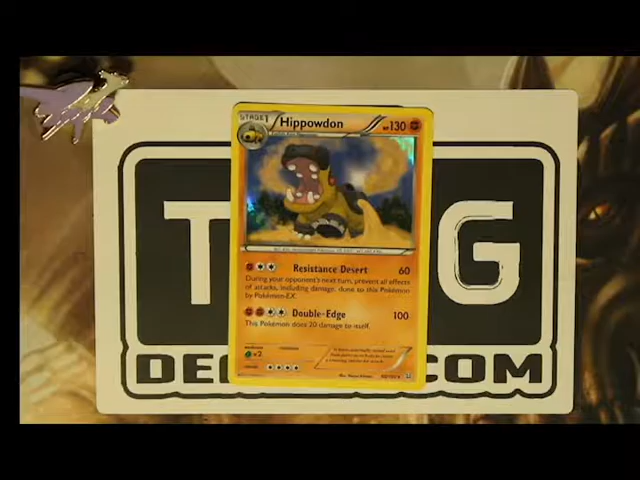 STAGE 1
Hippowdon
HP 130
T G
Resistance Desert 60
During your opponent's next turn, prevent all effects
of attacks, including damage, done to this Pokémon
by Pokémon-EX.
Double-Edge 100
This Pokémon does 20 damage to itself.
×2
DE COM